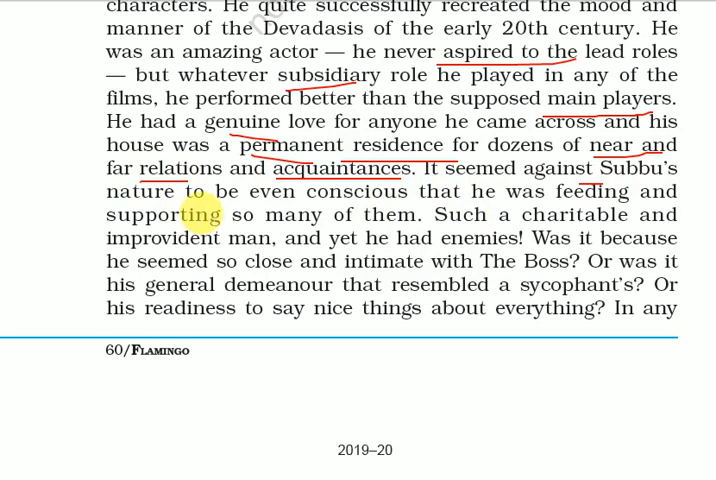 characters. He quite successfully recreated the mood and
manner of the Devadasis of the early 20th century. He
was an amazing actor — he never aspired to the lead roles
— but whatever subsidiary role he played in any of the
films, he performed better than the supposed main players.
He had a genuine love for anyone he came across and his
house was a permanent residence for dozens of near and
far relations and acquaintances. It seemed against Subbu's
nature to be even conscious that he was feeding and
supporting so many of them. Such a charitable and
improvident man, and yet he had enemies! Was it because
he seemed so close and intimate with The Boss? Or was it
his general demeanour that resembled a sycophant's? Or
his readiness to say nice things about everything? In any
60/FLAMINGO
2019–20